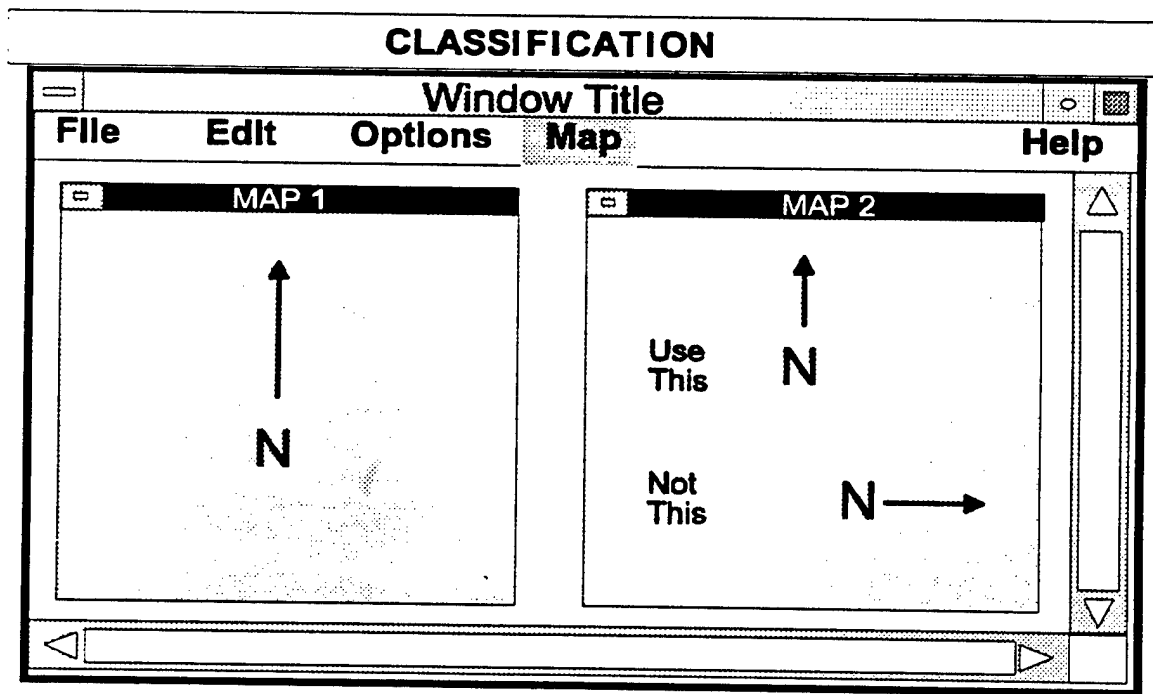 CLASSIFICATION
Window Title
File Edit Options Map Help
MAP 1
MAP 2
N
Use
This
N
Not
This
N